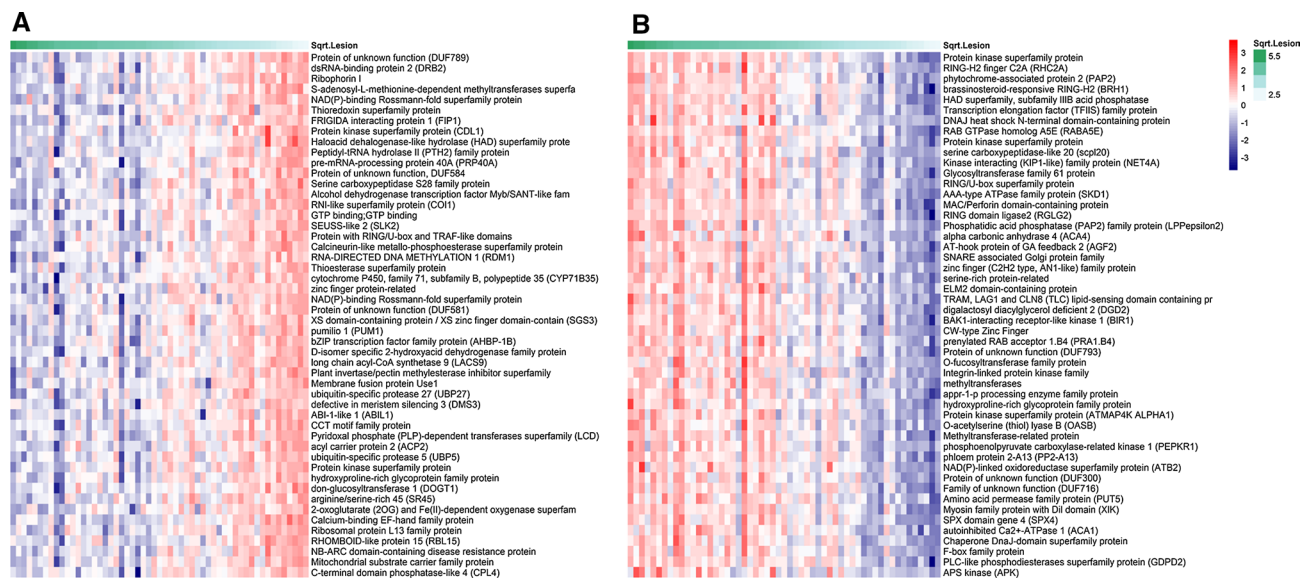 A
Sqrt.Lesion
Protein of unknown function (DUF789)
dsRNA-binding protein 2 (DRB2)
Ribophorin I
S-adenosyl-L-methionine-dependent methyltransferases superfa
NAD(P)-binding Rossmann-fold superfamily protein
Thioredoxin superfamily protein
FRIGIDA interacting protein 1 (FIP1)
Protein kinase superfamily protein (CDL1)
Haloacid dehalogenase-like hydrolase (HAD) superfamily prote
Peptidyl-tRNA hydrolase II (PTH2) family protein
pre-mRNA-processing protein 40A (PRP40A)
Protein of unknown function, DUF584
Serine carboxypeptidase S28 family protein
Alcohol dehydrogenase transcription factor Myb/SANT-like fam
RNI-like superfamily protein (COI1)
GTP binding;GTP binding
SEUSS-like 2 (SLK2)
Protein with RING/U-box and TRAF-like domains
Calcineurin-like metallo-phosphoesterase superfamily protein
RNA-DIRECTED DNA METHYLATION 1 (RDM1)
Thioesterase superfamily protein
cytochrome P450, family 71, subfamily B, polypeptide 35 (CYP71B35)
zinc finger protein-related
NAD(P)-binding Rossmann-fold superfamily protein
Protein of unknown function (DUF581)
XS domain-containing protein / XS zinc finger domain-contain (SGS3)
pumilio 1 (PUM1)
bZIP transcription factor family protein (AHBP-1B)
D-isomer specific 2-hydroxyacid dehydrogenase family protein
long chain acyl-CoA synthetase 9 (LACS9)
Plant invertase/pectin methylesterase inhibitor superfamily
Membrane fusion protein Use1
ubiquitin-specific protease 27 (UBP27)
defective in meristem silencing 3 (DMS3)
ABI-1-like 1 (ABIL1)
CCT motif family protein
Pyridoxal phosphate (PLP)-dependent transferases superfamily (LCD)
acyl carrier protein 2 (ACP2)
ubiquitin-specific protease 5 (UBP5)
Protein kinase superfamily protein
hydroxyproline-rich glycoprotein family protein
don-glucosyltransferase 1 (DOGT1)
arginine/serine-rich 45 (SR45)
2-oxoglutarate (2OG) and Fe(II)-dependent oxygenase superfam
Calcium-binding EF-hand family protein
Ribosomal protein L13 family protein
RHOMBOID-like protein 15 (RBL15)
NB-ARC domain-containing disease resistance protein
Mitochondrial substrate carrier family protein
C-terminal domain phosphatase-like 4 (CPL4)
B
Sqrt.Lesion
Protein kinase superfamily protein
RING-H2 finger C2A (RHC2A)
phytochrome-associated protein 2 (PAP2)
brassinosteroid-responsive RING-H2 (BRH1)
HAD superfamily, subfamily IIIB acid phosphatase
Transcription elongation factor (TFIIS) family protein
DNAJ heat shock N-terminal domain-containing protein
RAB GTPase homolog A5E (RABA5E)
Protein kinase superfamily protein
serine carboxypeptidase-like 20 (scpl20)
Kinase interacting (KIP1-like) family protein (NET4A)
Glycosyltransferase family 61 protein
RING/U-box superfamily protein
AAA-type ATPase family protein (SKD1)
MAC/Perforin domain-containing protein
RING domain ligase2 (RGLG2)
Phosphatidic acid phosphatase (PAP2) family protein (LPPepsilon2)
alpha carbonic anhydrase 4 (ACA4)
AT-hook protein of GA feedback 2 (AGF2)
SNARE associated Golgi protein family
zinc finger (C2H2 type, AN1-like) family protein
serine-rich protein-related
ELM2 domain-containing protein
TRAM, LAG1 and CLN8 (TLC) lipid-sensing domain containing pr
digalactosyl diacylglycerol deficient 2 (DGD2)
BAK1-interacting receptor-like kinase 1 (BIR1)
CW-type Zinc Finger
prenylated RAB acceptor 1.B4 (PRA1.B4)
Protein of unknown function (DUF793)
O-fucosyltransferase family protein
Integrin-linked protein kinase family
methyltransferases
appr-1-p processing enzyme family protein
hydroxyproline-rich glycoprotein family protein
Protein kinase superfamily protein (ATMAP4K ALPHA1)
O-acetylserine (thiol) lyase B (OASB)
Methyltransferase-related protein
phosphoenolpyruvate carboxylase-related kinase 1 (PEPKR1)
phloem protein 2-A13 (PP2-A13)
NAD(P)-linked oxidoreductase superfamily protein (ATB2)
Protein of unknown function (DUF300)
Family of unknown function (DUF716)
Amino acid permease family protein (PUT5)
Myosin family protein with Dil domain (XIK)
SPX domain gene 4 (SPX4)
autoinhibited Ca2+-ATPase 1 (ACA1)
Chaperone DnaJ-domain superfamily protein
F-box family protein
PLC-like phosphodiesterases superfamily protein (GDPD2)
APS kinase (APK)
3
2
1
0
-1
-2
-3
Sqrt.Lesion
5.5
2.5